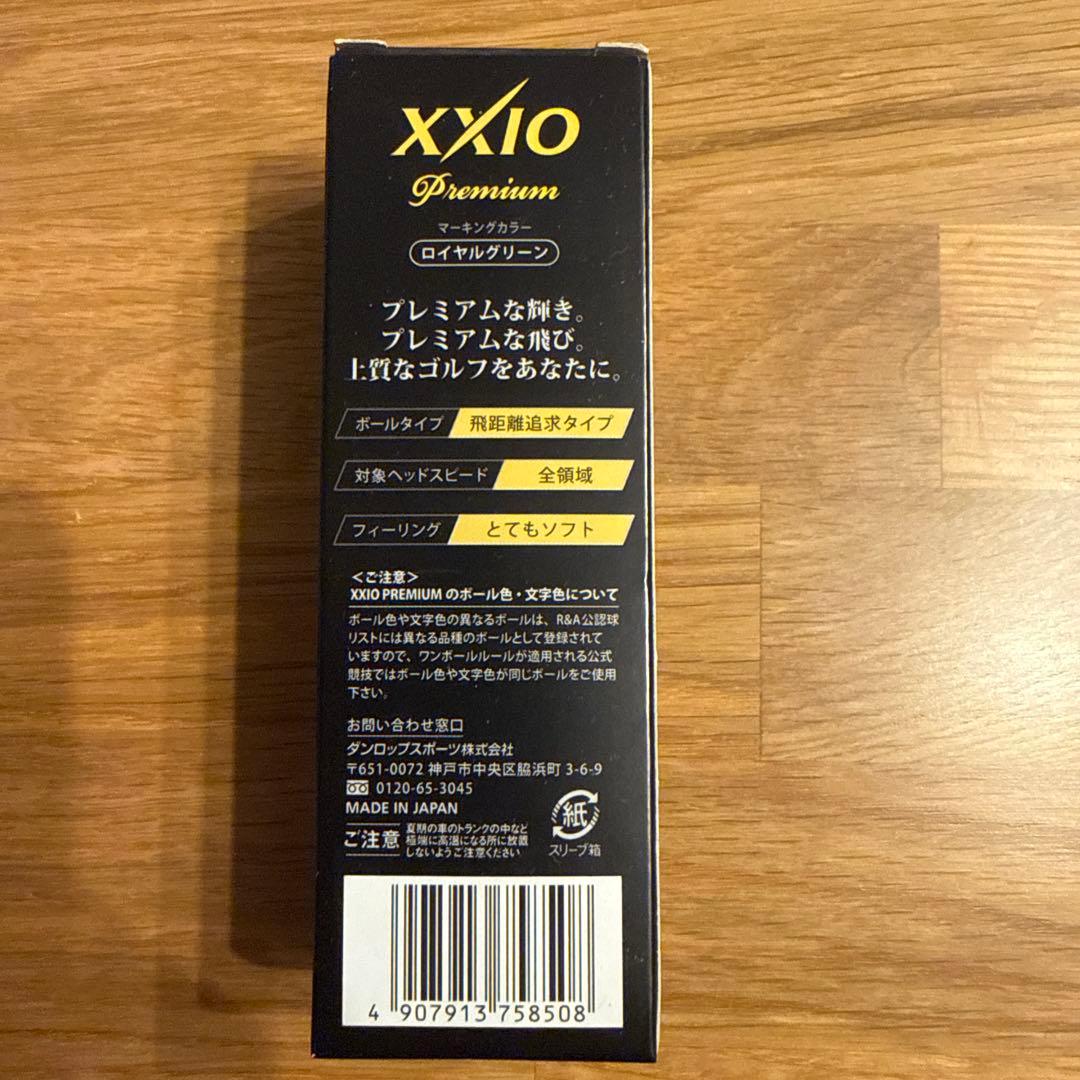 XXIO
Premium
マーキングカラー
ロイヤルグリーン
プレミアムな輝き。
プレミアムな飛び。
上質なゴルフをあなたに。
ボールタイプ 飛距離追求タイプ
対象ヘッドスピード 全領域
フィーリング とてもソフト
＜ご注意＞
XXIO PREMIUM のボール色・文字色について
ボール色や文字色の異なるボールは、R&A公認球
リストには異なる品種のボールとして登録されて
いますので、ワンボールルールが適用される公式
競技ではボール色や文字色が同じボールをご使用
下さい。
お問い合わせ窓口
ダンロップスポーツ株式会社
〒651-0072 神戸市中央区脇浜町 3-6-9
0120-65-3045
MADE IN JAPAN
ご注意
夏期の車のトランクの中など
極端に高温になる所に放置
しないようご注意ください
紙
スリーブ箱
4 907913 758508